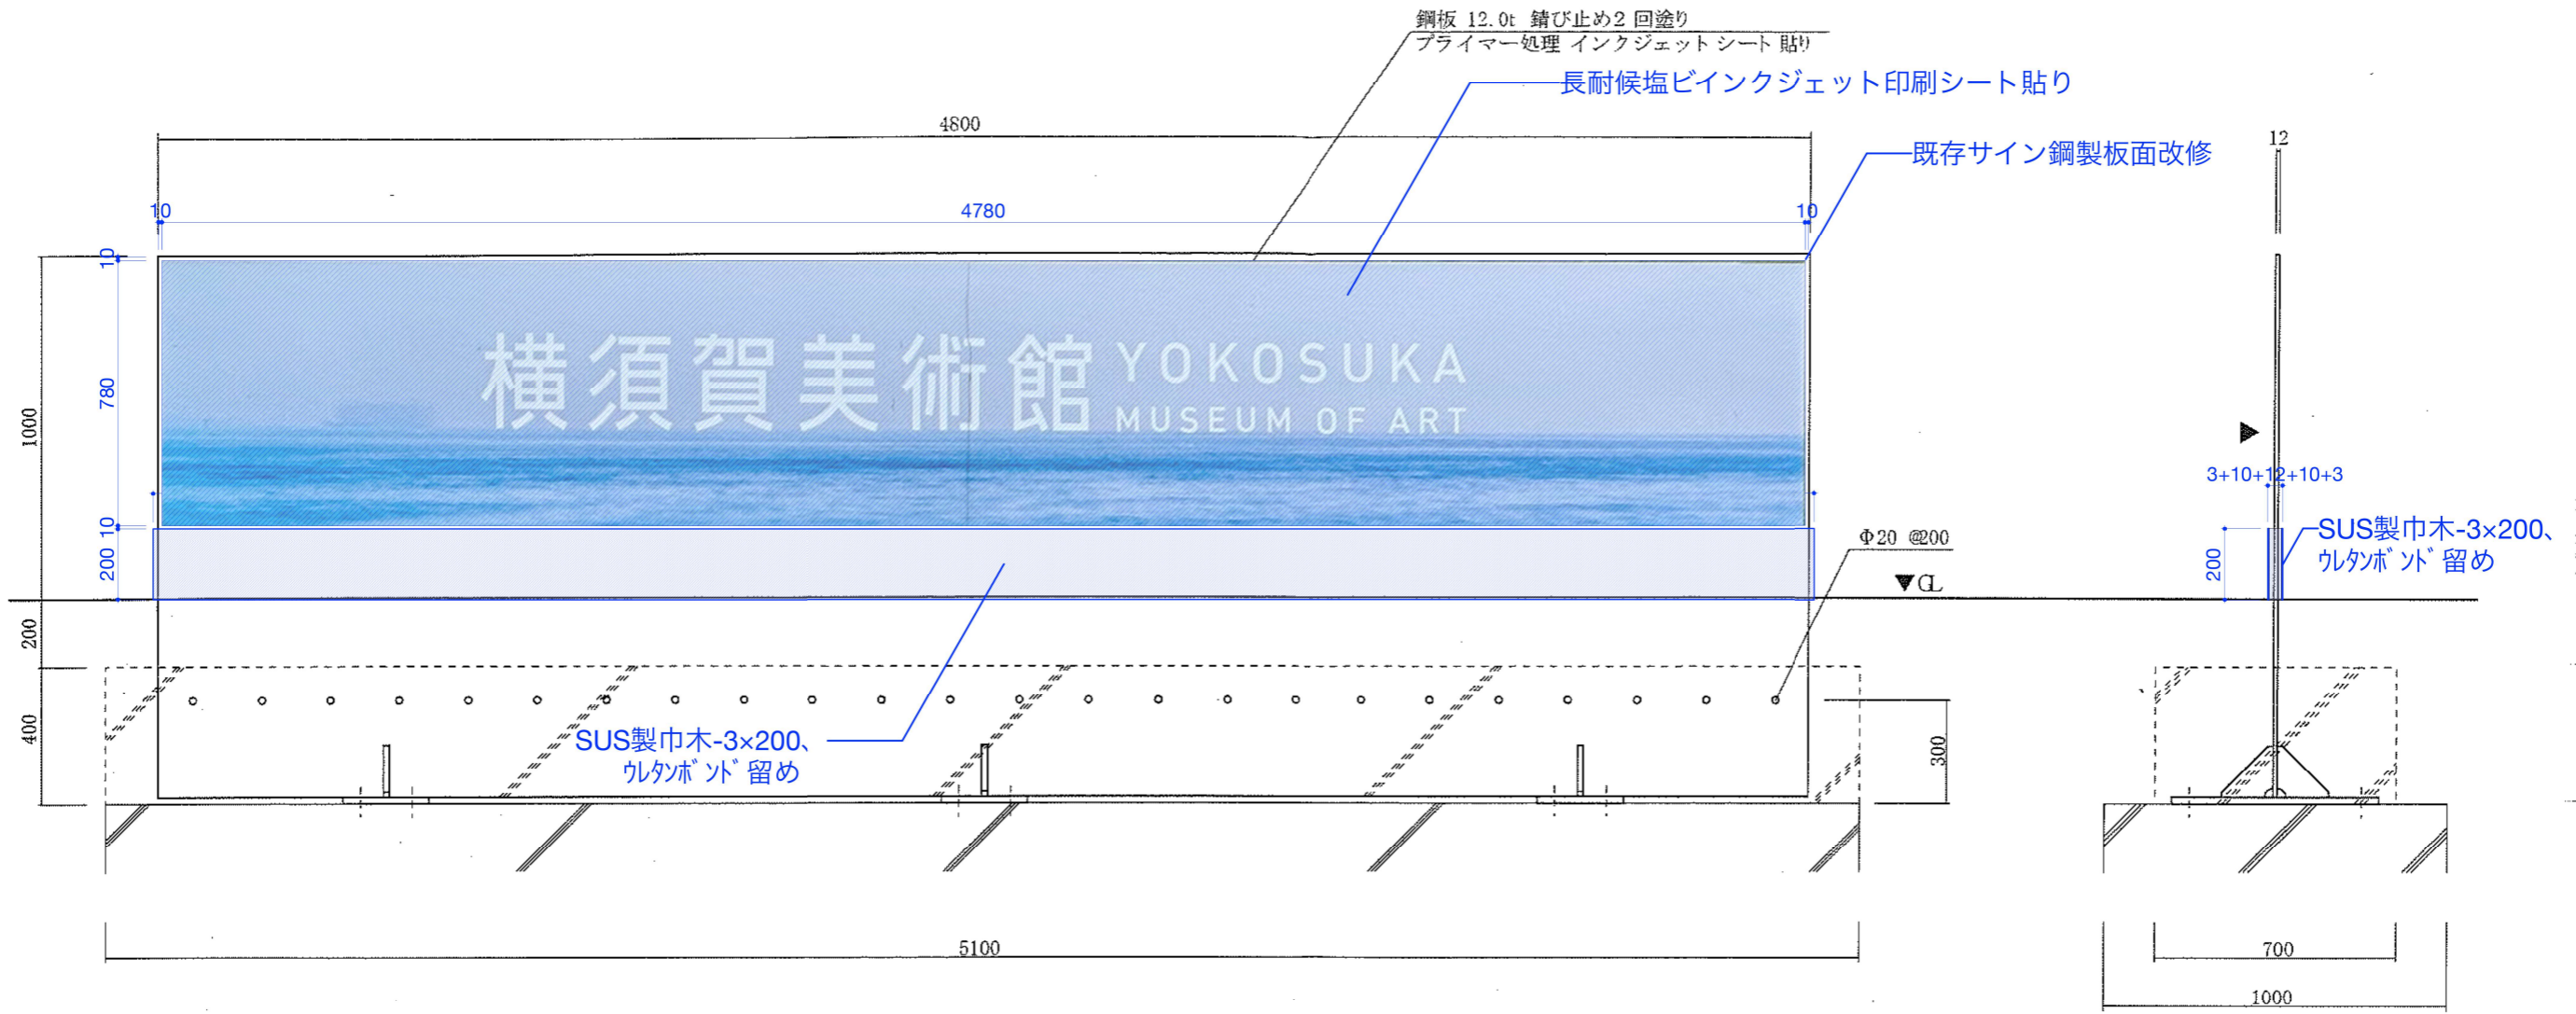 鋼板 12.0t 錆び止め2回塗り
プライマー処理 インクジェットシート貼り
長耐候塩ビインクジェット印刷シート貼り
4800
12
既存サイン鋼製板面改修
10
4780
10
10
780
1000
横須賀美術館
YOKOSUKA
MUSEUM OF ART
3+10+12+10+3
10
200
Φ20 @200
GL
200
SUS製巾木-3×200、
ウレタンボンド留め
200
400
SUS製巾木-3×200、
ウレタンボンド留め
300
5100
700
1000